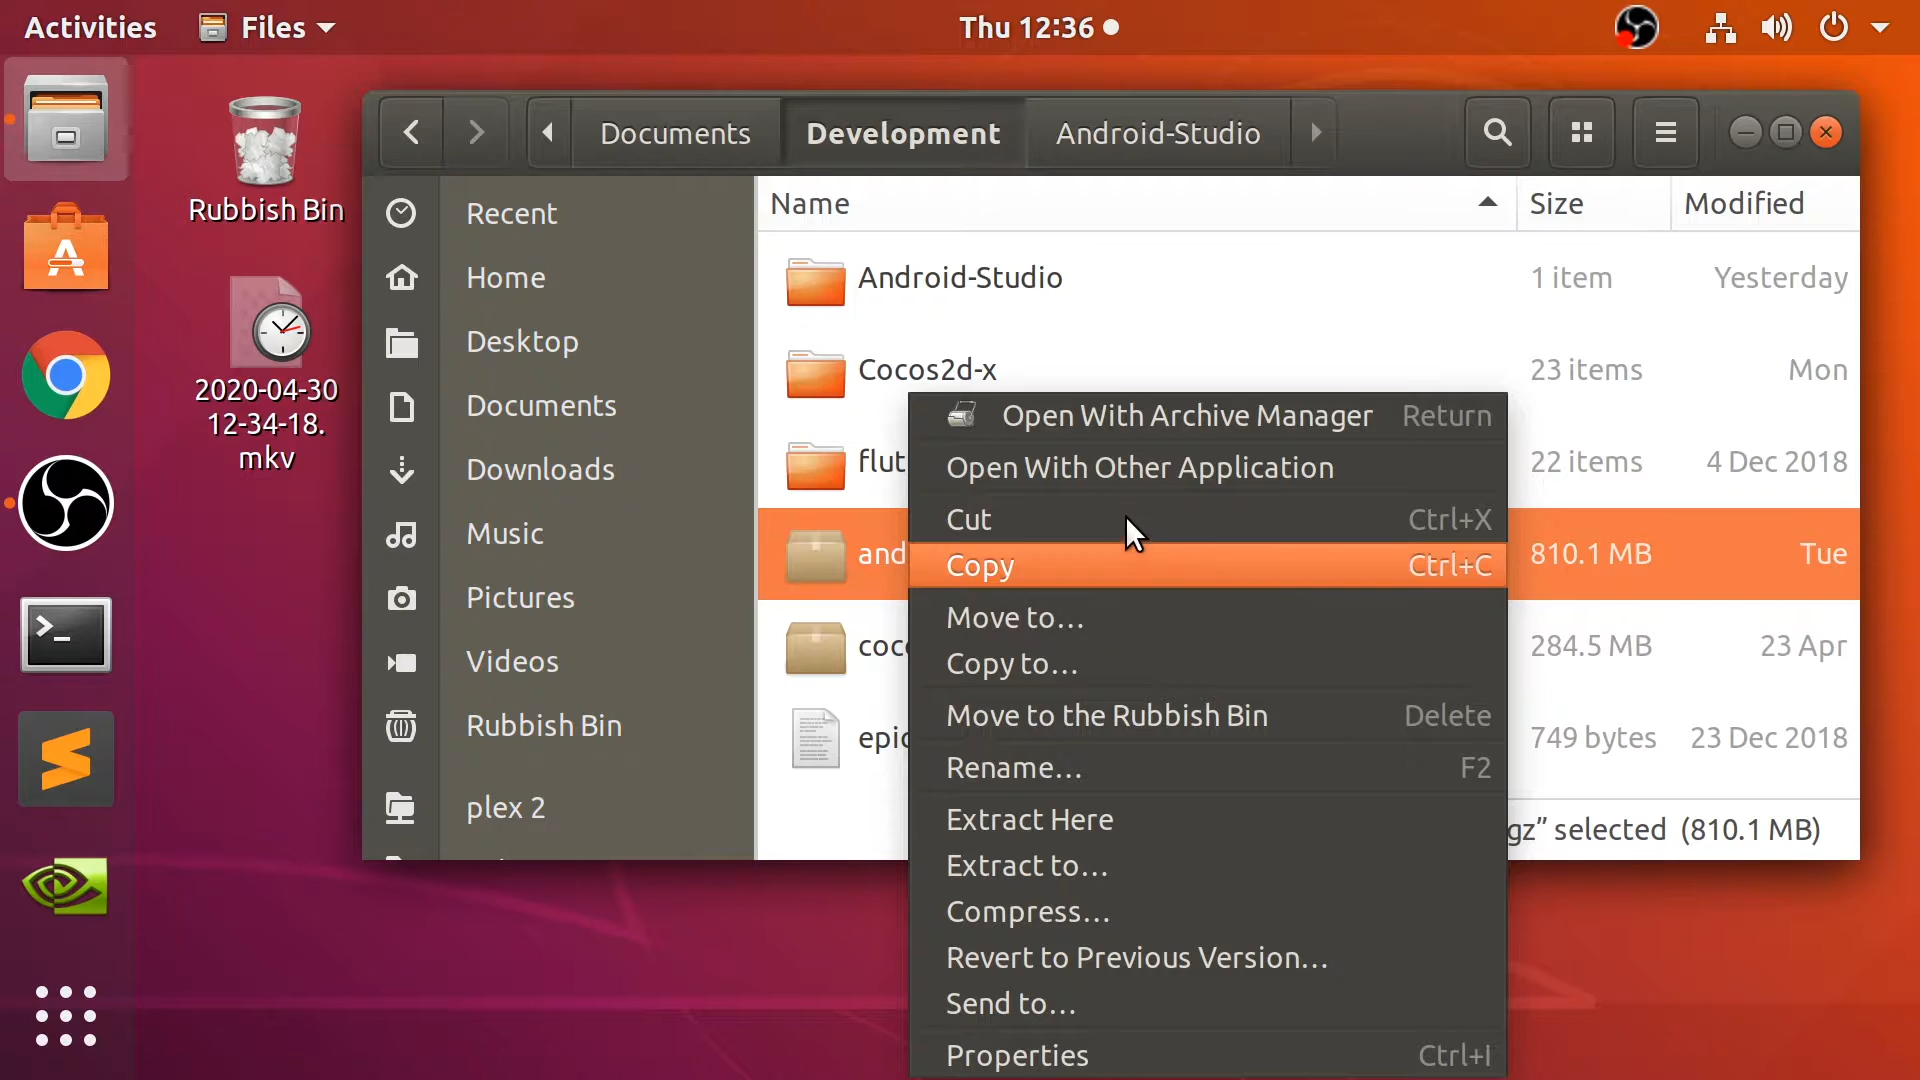 Activities
Files
Thu 12:36
Rubbish Bin
2020-04-30
12-34-18.
mkv
Documents
Development
Android-Studio
Recent
Home
Desktop
Documents
Downloads
Music
Pictures
Videos
Rubbish Bin
plex 2
Name
Size
Modified
Android-Studio
1 item
Yesterday
Cocos2d-x
23 items
Mon
flut
22 items
4 Dec 2018
and
810.1 MB
Tue
coc
284.5 MB
23 Apr
epic
749 bytes
23 Dec 2018
gz” selected (810.1 MB)
Open With Archive Manager Return
Open With Other Application
Cut Ctrl+X
Copy Ctrl+C
Move to…
Copy to…
Move to the Rubbish Bin Delete
Rename… F2
Extract Here
Extract to…
Compress…
Revert to Previous Version…
Send to…
Properties Ctrl+I